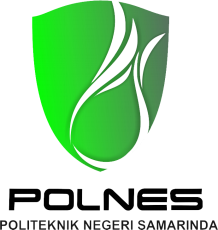 POLNES
POLITEKNIK NEGERI SAMARINDA